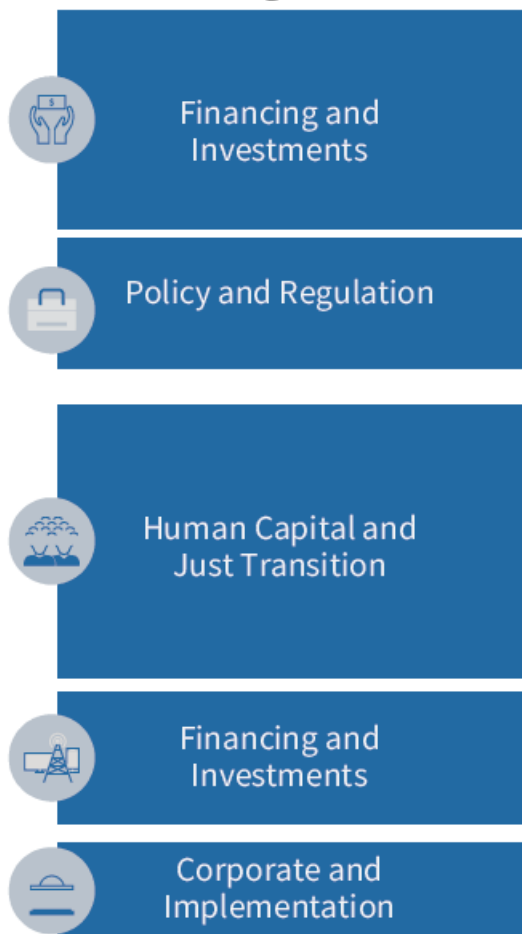 Financing and
Investments
Policy and Regulation
Human Capital and
Just Transition
Financing and
Investments
Corporate and
Implementation